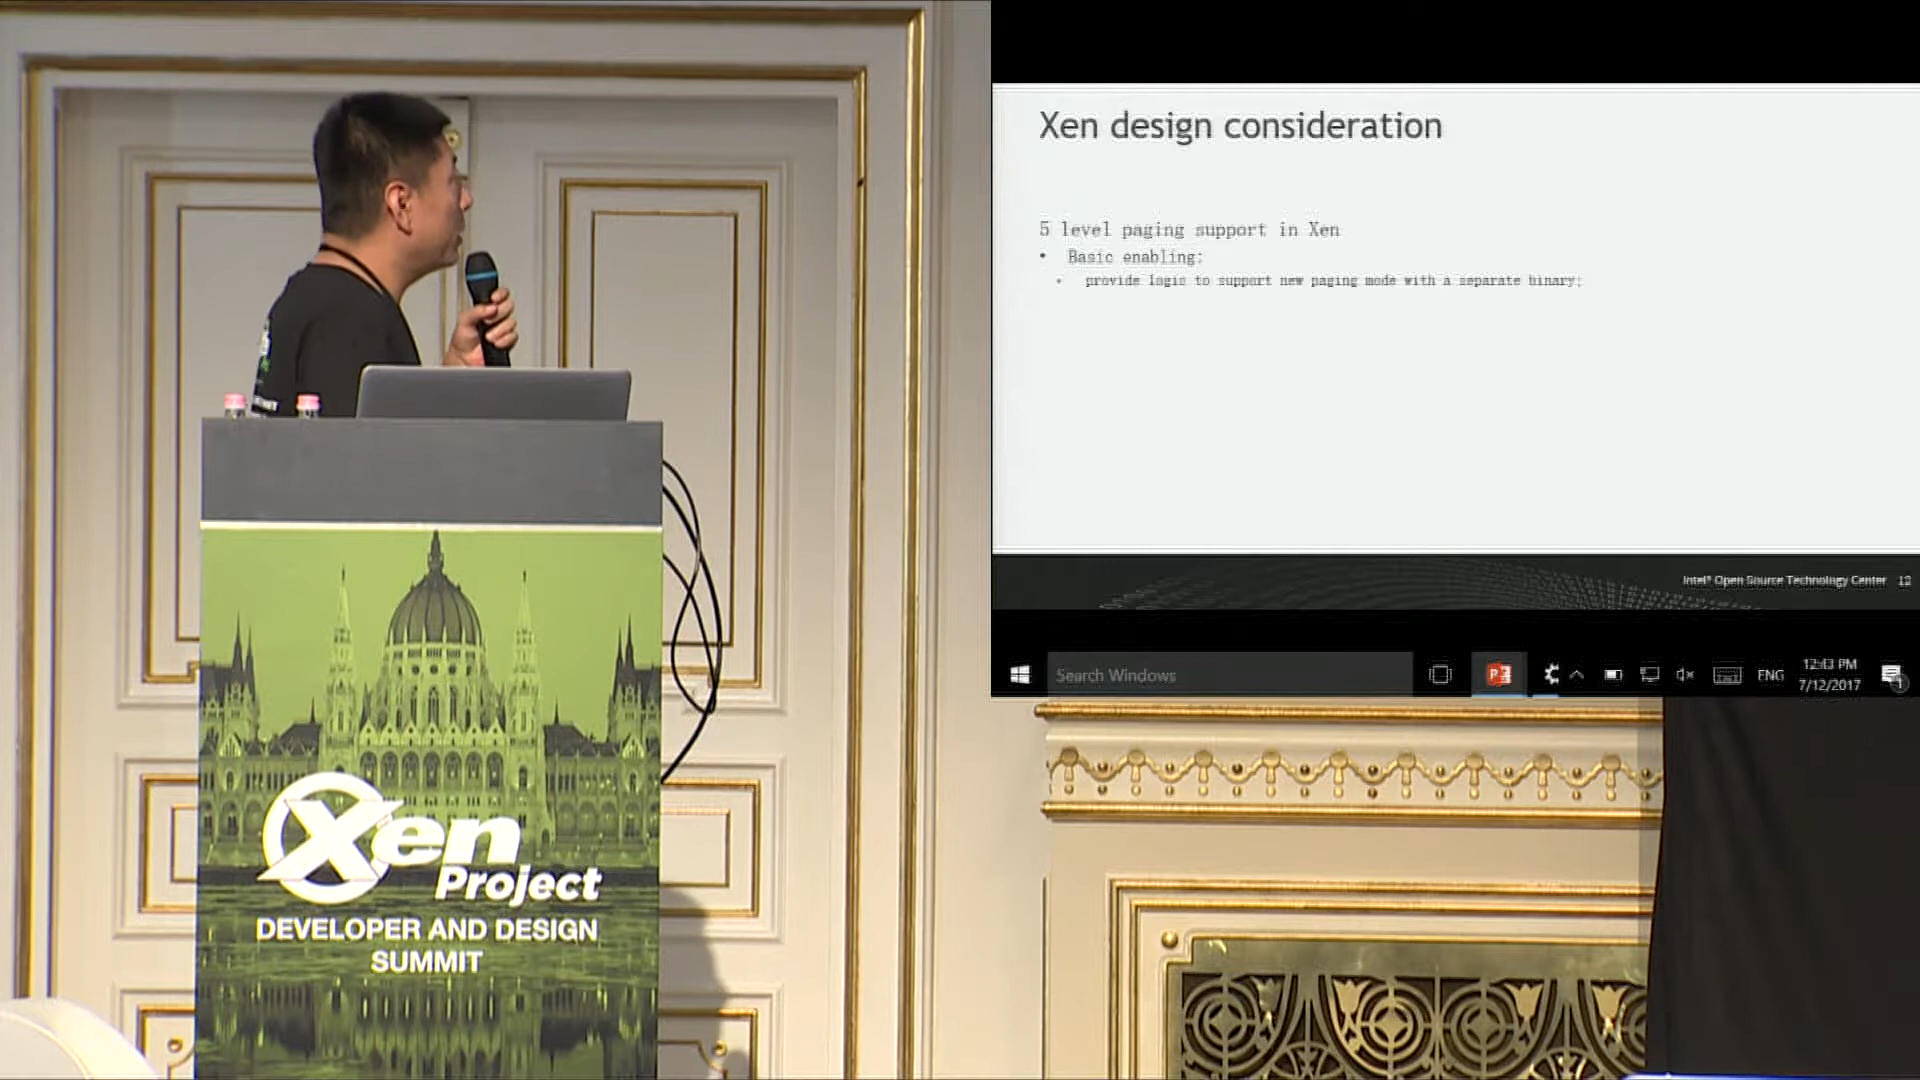 Xen design consideration
5 level paging support in Xen
• Basic enabling:
• provide logic to support new paging mode with a separate binary;
Intel® Open Source Technology Center 12
Search Windows
ENG
12:43 PM
7/12/2017
1
Xen
Project
DEVELOPER AND DESIGN
SUMMIT